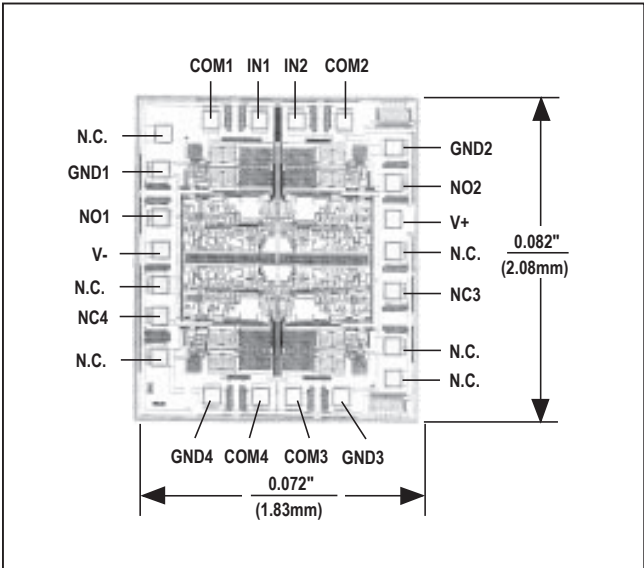 COM1 IN1 IN2 COM2
N.C.
GND1
NO1
V-
N.C.
NC4
N.C.
GND2
NO2
V+
N.C.
NC3
N.C.
N.C.
GND4 COM4 COM3 GND3
0.082"
(2.08mm)
0.072"
(1.83mm)